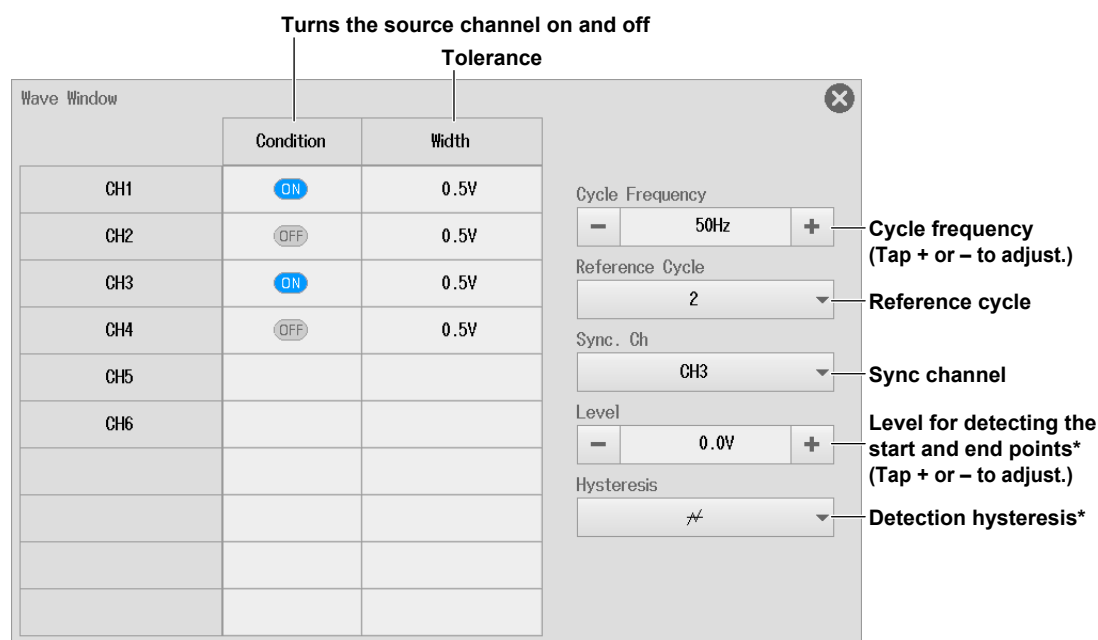 Turns the source channel on and off
Tolerance
Wave Window
Condition Width
CH1 ON 0.5V
CH2 OFF 0.5V
CH3 ON 0.5V
CH4 OFF 0.5V
CH5
CH6
Cycle Frequency
− 50Hz +
Cycle frequency
(Tap + or – to adjust.)
Reference Cycle
2
Reference cycle
Sync. Ch
CH3
Sync channel
Level
− 0.0V +
Level for detecting the
start and end points*
(Tap + or – to adjust.)
Hysteresis
Detection hysteresis*